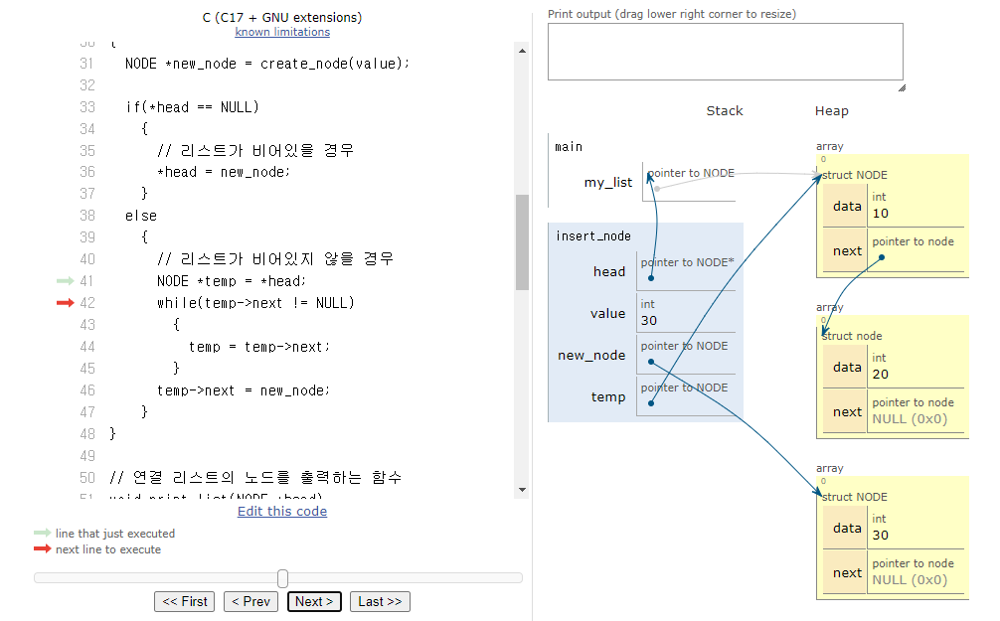 C (C17 + GNU extensions)
known limitations
30 {
31 NODE *new_node = create_node(value);
32
33 if(*head == NULL)
34 {
35 // 리스트가 비어있을 경우
36 *head = new_node;
37 }
38 else
39 {
40 // 리스트가 비어있지 않을 경우
41 NODE *temp = *head;
42 while(temp->next != NULL)
43 {
44 temp = temp->next;
45 }
46 temp->next = new_node;
47 }
48 }
49
50 // 연결 리스트의 노드를 출력하는 함수
51 void print_list(NODE *head)
Edit this code
line that just executed
next line to execute
<< First
< Prev
Next >
Last >>
Print output (drag lower right corner to resize)
Stack
Heap
main
my_list
pointer to NODE
insert_node
head
pointer to NODE*
value
int
30
new_node
pointer to NODE
temp
pointer to NODE
array
0
struct NODE
data
int
10
next
pointer to node
array
0
struct node
data
int
20
next
pointer to node
NULL (0x0)
array
0
struct NODE
data
int
30
next
pointer to node
NULL (0x0)